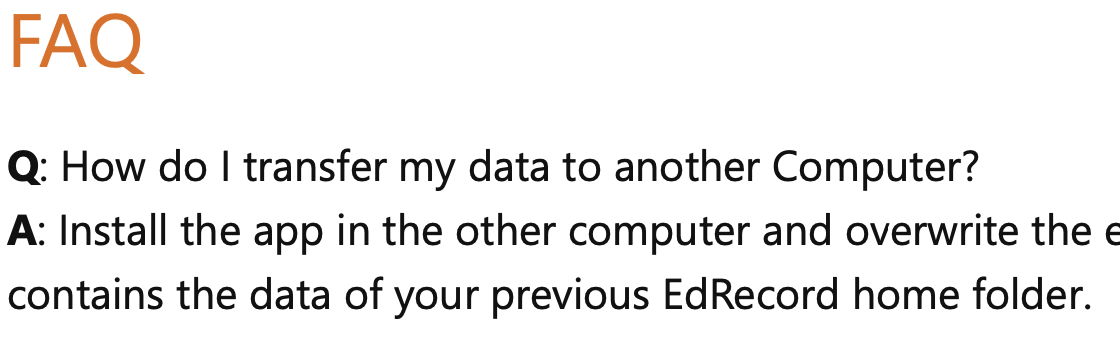 FAQ
Q: How do I transfer my data to another Computer?
A: Install the app in the other computer and overwrite the
contains the data of your previous EdRecord home folder.